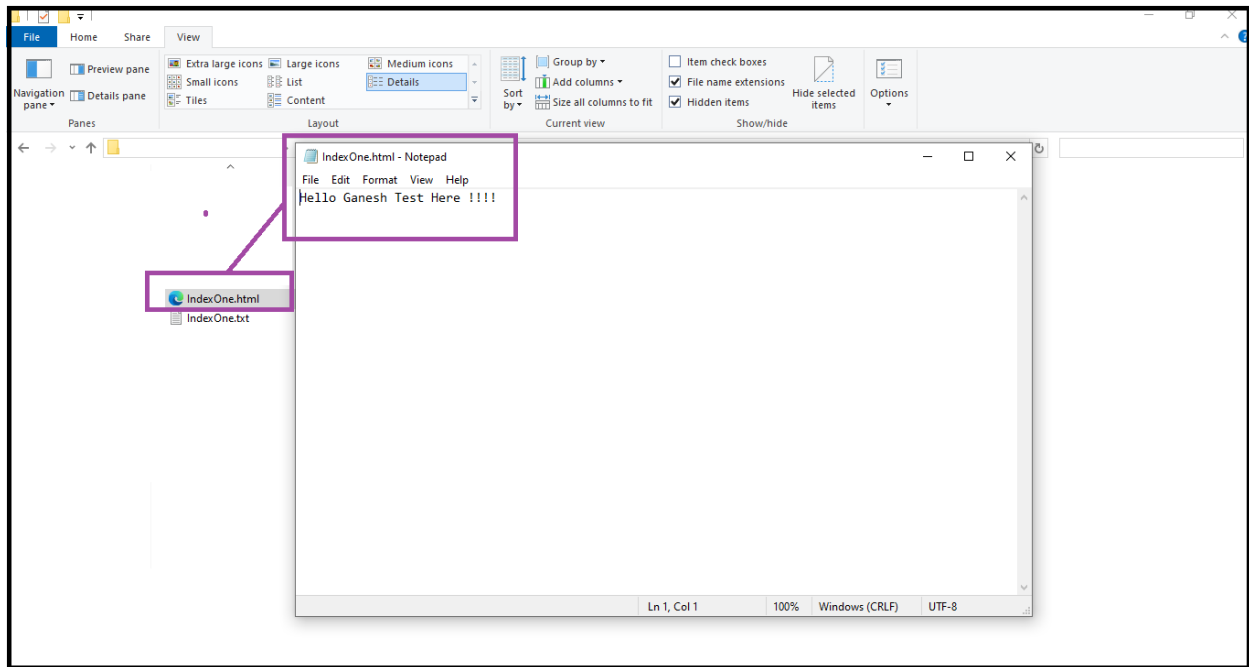 File Home Share View
Preview pane
Navigation pane
Details pane
Panes
Extra large icons Large icons Medium icons
Small icons List Details
Tiles Content
Layout
Sort by
Group by
Add columns
Size all columns to fit
Current view
Item check boxes
File name extensions
Hidden items
Hide selected items
Show/hide
Options
IndexOne.html - Notepad
File Edit Format View Help
Hello Ganesh Test Here !!!!
IndexOne.html
IndexOne.txt
Ln 1, Col 1 100% Windows (CRLF) UTF-8